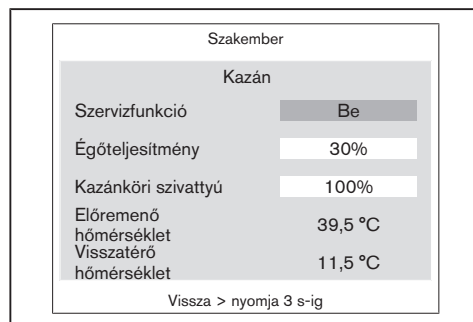 Szakember
Kazán
Szervizfunkció Be
Égőteljesítmény 30%
Kazánköri szivattyú 100%
Előremenő
hőmérséklet 39,5 °C
Visszatérő
hőmérséklet 11,5 °C
Vissza > nyomja 3 s-ig